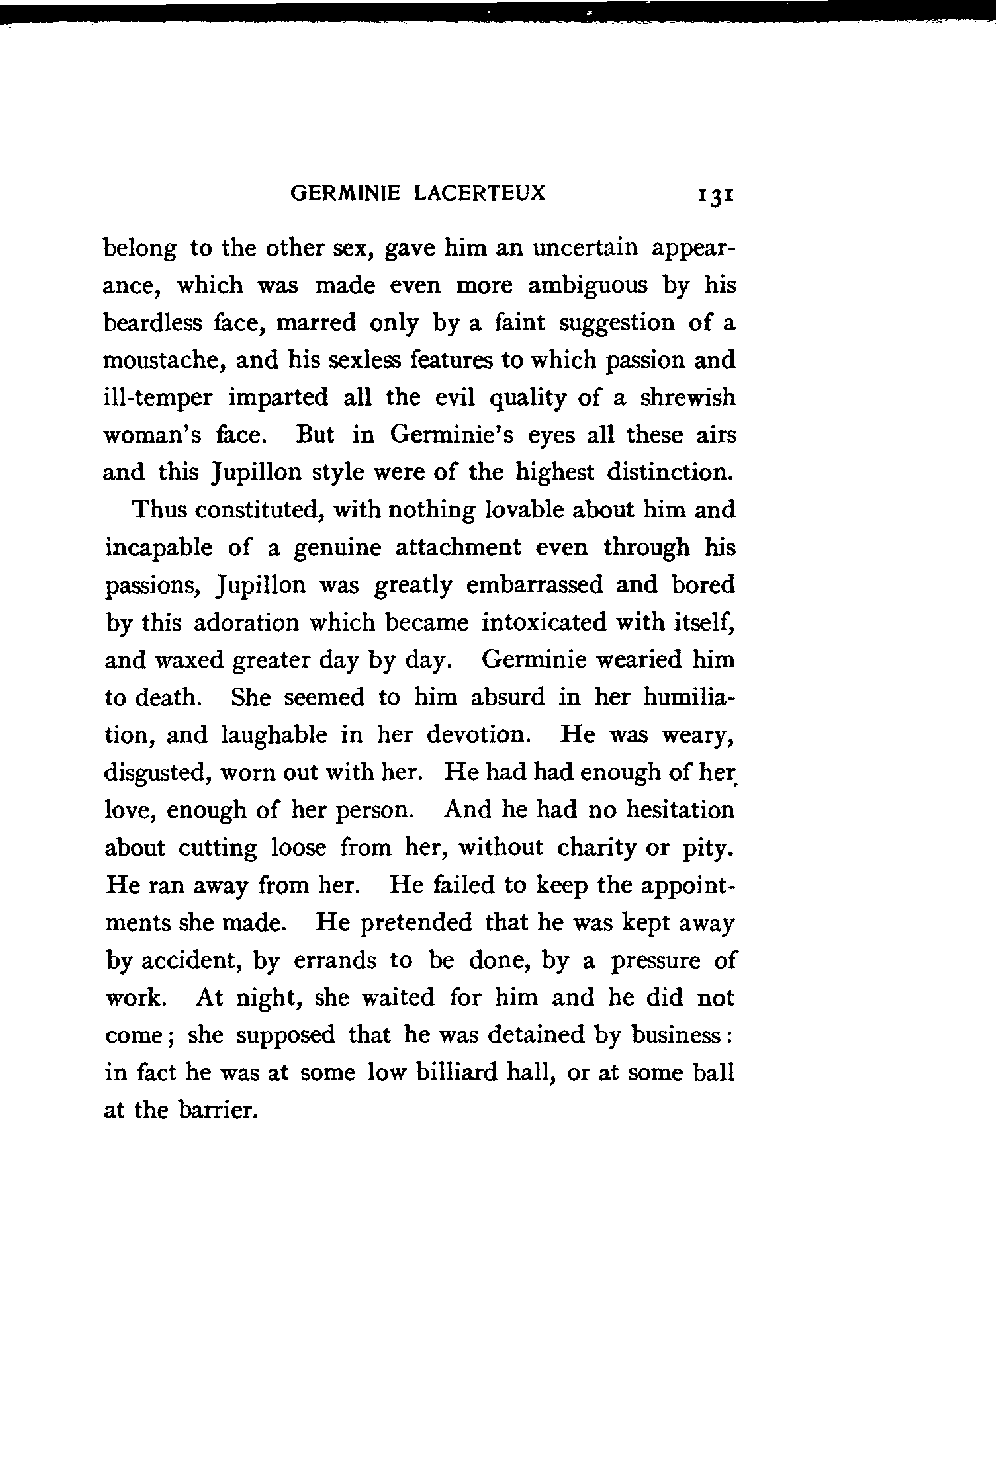 GERMINIE LACERTEUX 131
belong to the other sex, gave him an uncertain appear-
ance, which was made even more ambiguous by his
beardless face, marred only by a faint suggestion of a
moustache, and his sexless features to which passion and
ill-temper imparted all the evil quality of a shrewish
woman's face. But in Germinie's eyes all these airs
and this Jupillon style were of the highest distinction.
Thus constituted, with nothing lovable about him and
incapable of a genuine attachment even through his
passions, Jupillon was greatly embarrassed and bored
by this adoration which became intoxicated with itself,
and waxed greater day by day. Germinie wearied him
to death. She seemed to him absurd in her humilia-
tion, and laughable in her devotion. He was weary,
disgusted, worn out with her. He had had enough of her
love, enough of her person. And he had no hesitation
about cutting loose from her, without charity or pity.
He ran away from her. He failed to keep the appoint-
ments she made. He pretended that he was kept away
by accident, by errands to be done, by a pressure of
work. At night, she waited for him and he did not
come; she supposed that he was detained by business:
in fact he was at some low billiard hall, or at some ball
at the barrier.